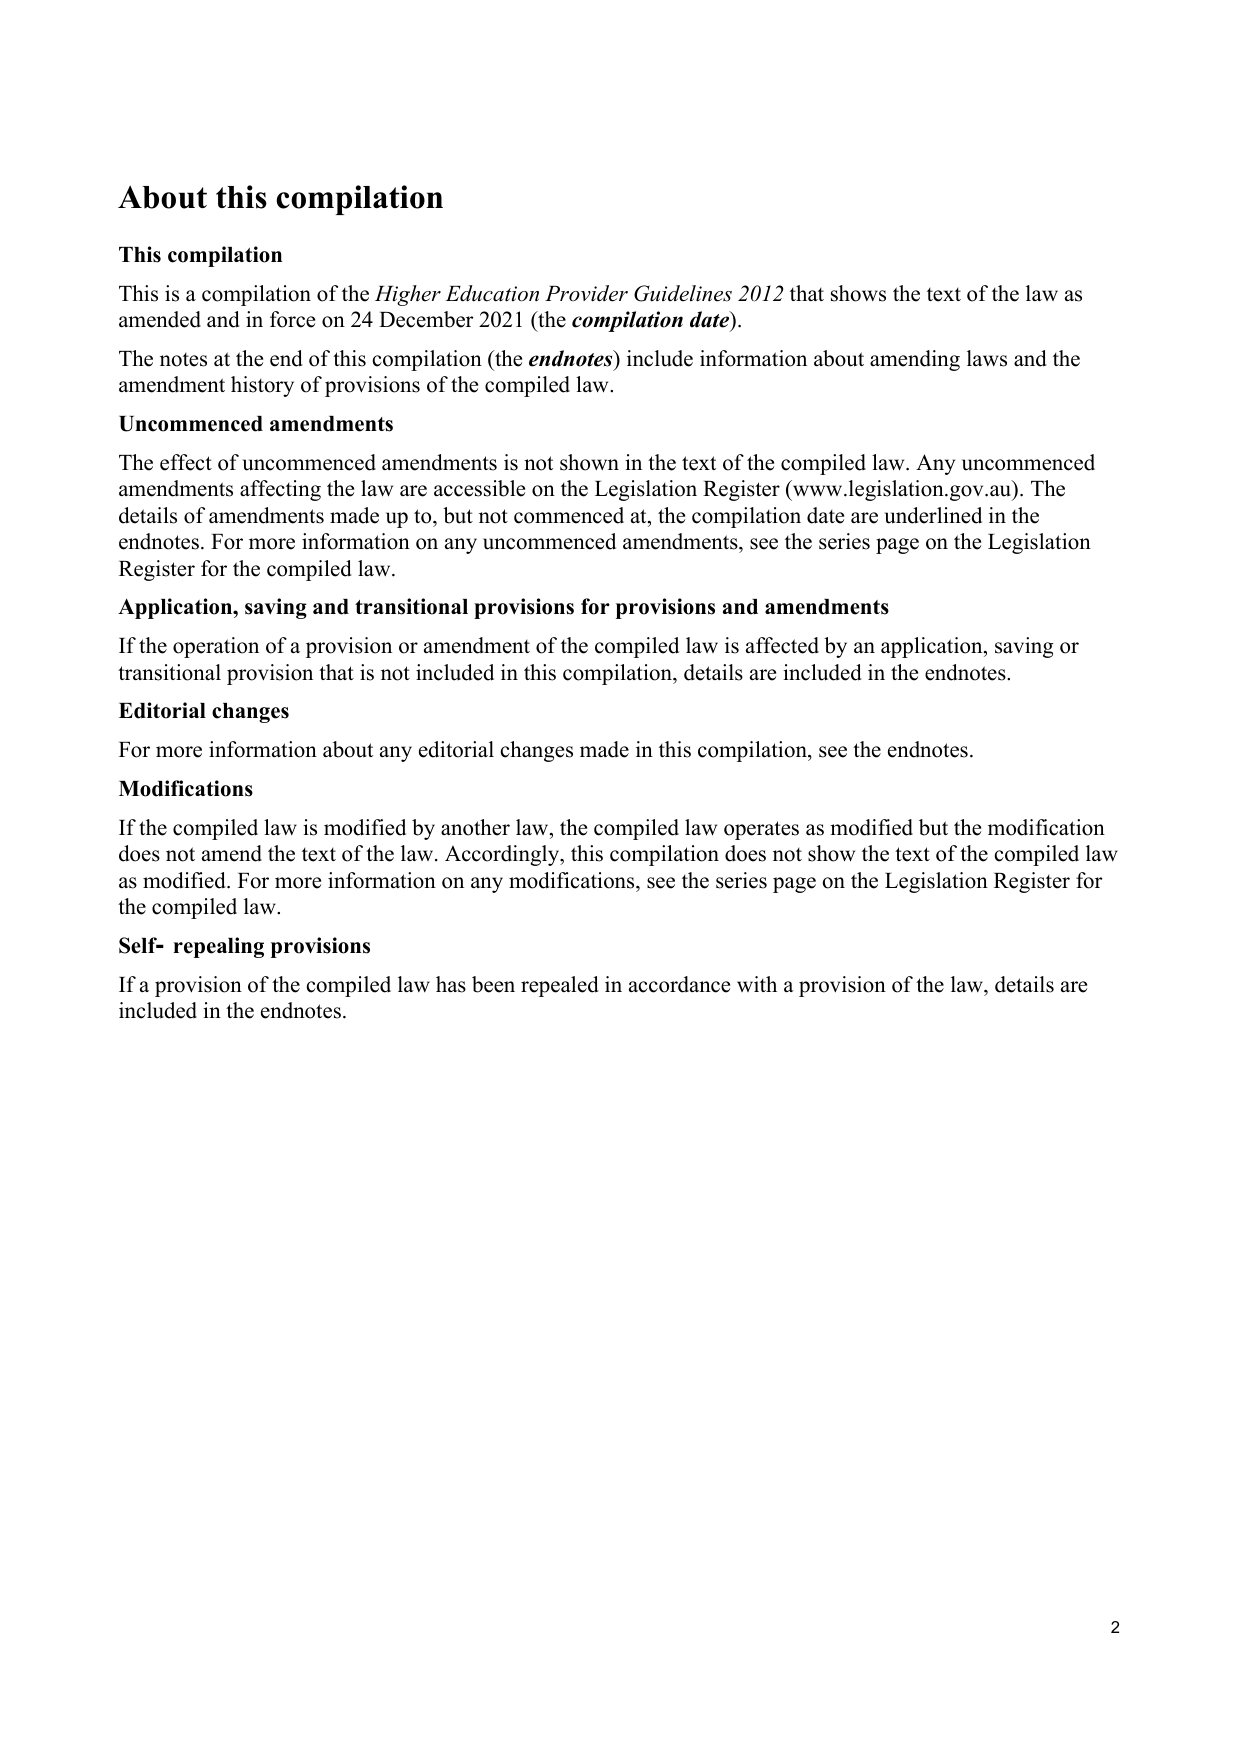 About this compilation
This compilation
This is a compilation of the Higher Education Provider Guidelines 2012 that shows the text of the law as
amended and in force on 24 December 2021 (the compilation date).
The notes at the end of this compilation (the endnotes) include information about amending laws and the
amendment history of provisions of the compiled law.
Uncommenced amendments
The effect of uncommenced amendments is not shown in the text of the compiled law. Any uncommenced
amendments affecting the law are accessible on the Legislation Register (www.legislation.gov.au). The
details of amendments made up to, but not commenced at, the compilation date are underlined in the
endnotes. For more information on any uncommenced amendments, see the series page on the Legislation
Register for the compiled law.
Application, saving and transitional provisions for provisions and amendments
If the operation of a provision or amendment of the compiled law is affected by an application, saving or
transitional provision that is not included in this compilation, details are included in the endnotes.
Editorial changes
For more information about any editorial changes made in this compilation, see the endnotes.
Modifications
If the compiled law is modified by another law, the compiled law operates as modified but the modification
does not amend the text of the law. Accordingly, this compilation does not show the text of the compiled law
as modified. For more information on any modifications, see the series page on the Legislation Register for
the compiled law.
Self- repealing provisions
If a provision of the compiled law has been repealed in accordance with a provision of the law, details are
included in the endnotes.
2